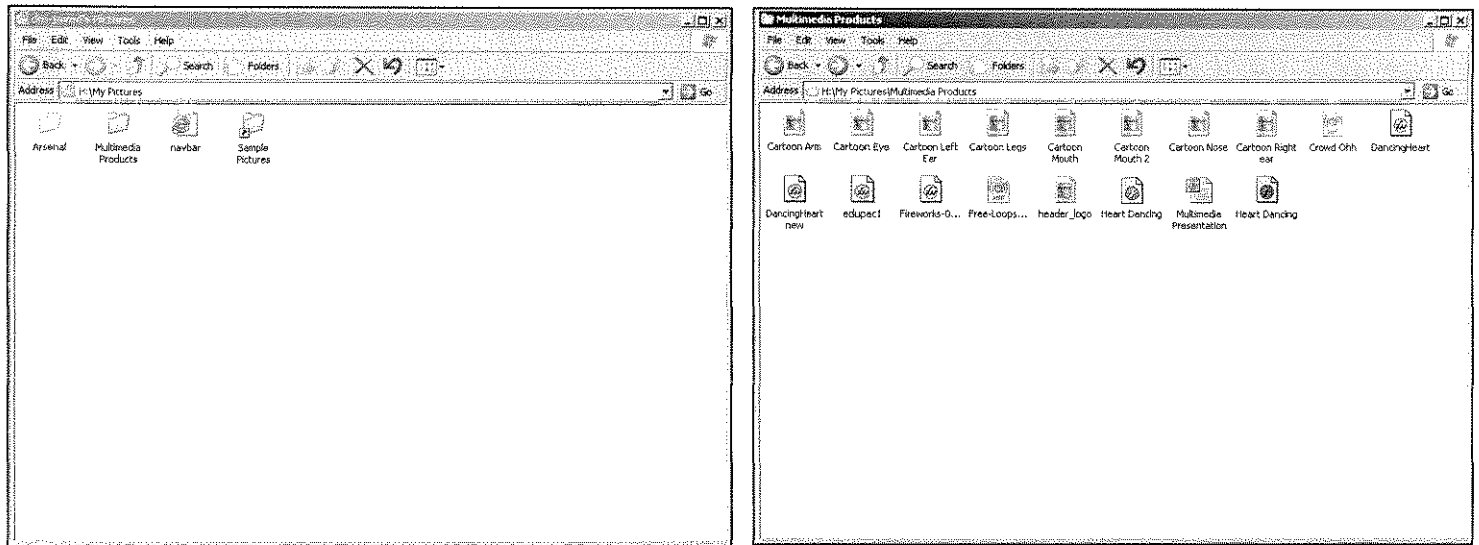 File Edit View Tools Help
Back Search Folders
Address H:\My Pictures Go
Arsenal Multimedia Products navbar Sample Pictures
Multimedia Products
File Edit View Tools Help
Back Search Folders
Address H:\My Pictures\Multimedia Products Go
Cartoon Arm Cartoon Eye Cartoon Left Ear Cartoon Legs Cartoon Mouth Cartoon Mouth 2 Cartoon Nose Cartoon Right ear Crowd Ohh DancingHeart
DancingHeart new edupac1 Fireworks-0... Free-Loops... header_logo Heart Dancing Multimedia Presentation Heart Dancing